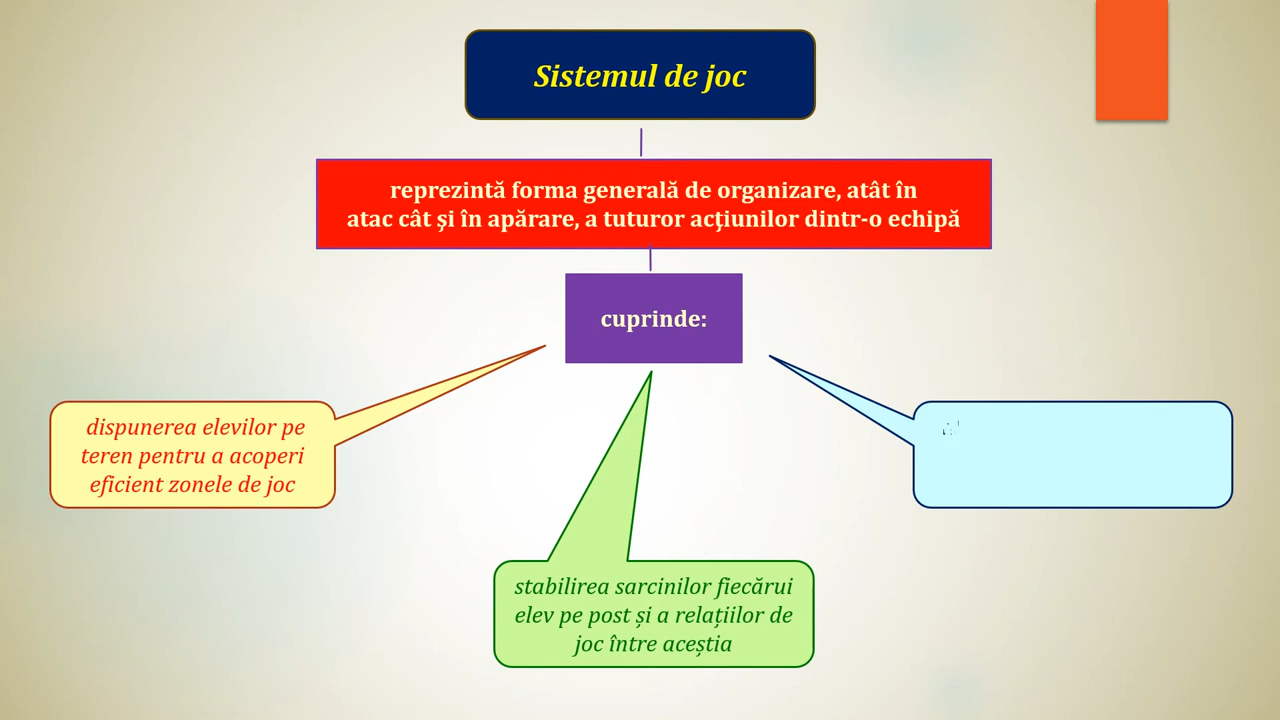 Sistemul de joc
reprezintă forma generală de organizare, atât în
atac cât și în apărare, a tuturor acțiunilor dintr-o echipă
cuprinde:
dispunerea elevilor pe
teren pentru a acoperi
eficient zonele de joc
stabilirea sarcinilor fiecărui
elev pe post și a relațiilor de
joc între aceștia